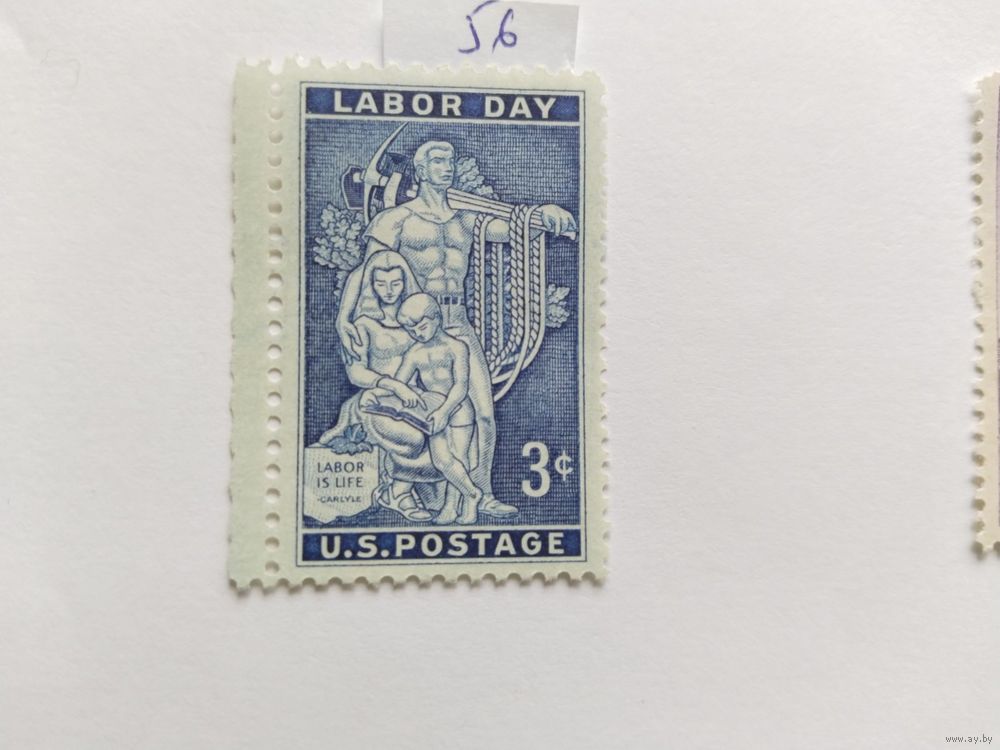 56
LABOR DAY
LABOR
IS LIFE
-CARLYLE
3¢
U.S.POSTAGE
www.ay.by